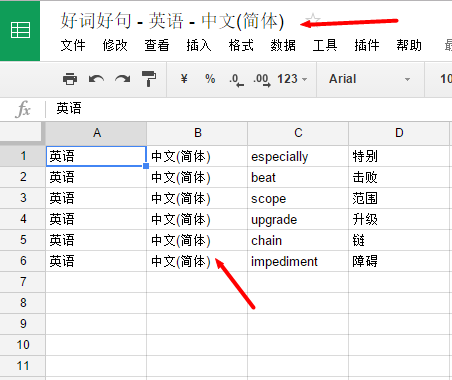 好词好句 - 英语 - 中文(简体)
文件 修改 查看 插入 格式 数据 工具 插件 帮助
¥ % .0 .00 123 Arial 10
fx 英语
A B C D
1 英语 中文(简体) especially 特别
2 英语 中文(简体) beat 击败
3 英语 中文(简体) scope 范围
4 英语 中文(简体) upgrade 升级
5 英语 中文(简体) chain 链
6 英语 中文(简体) impediment 障碍
7
8
9
10
11